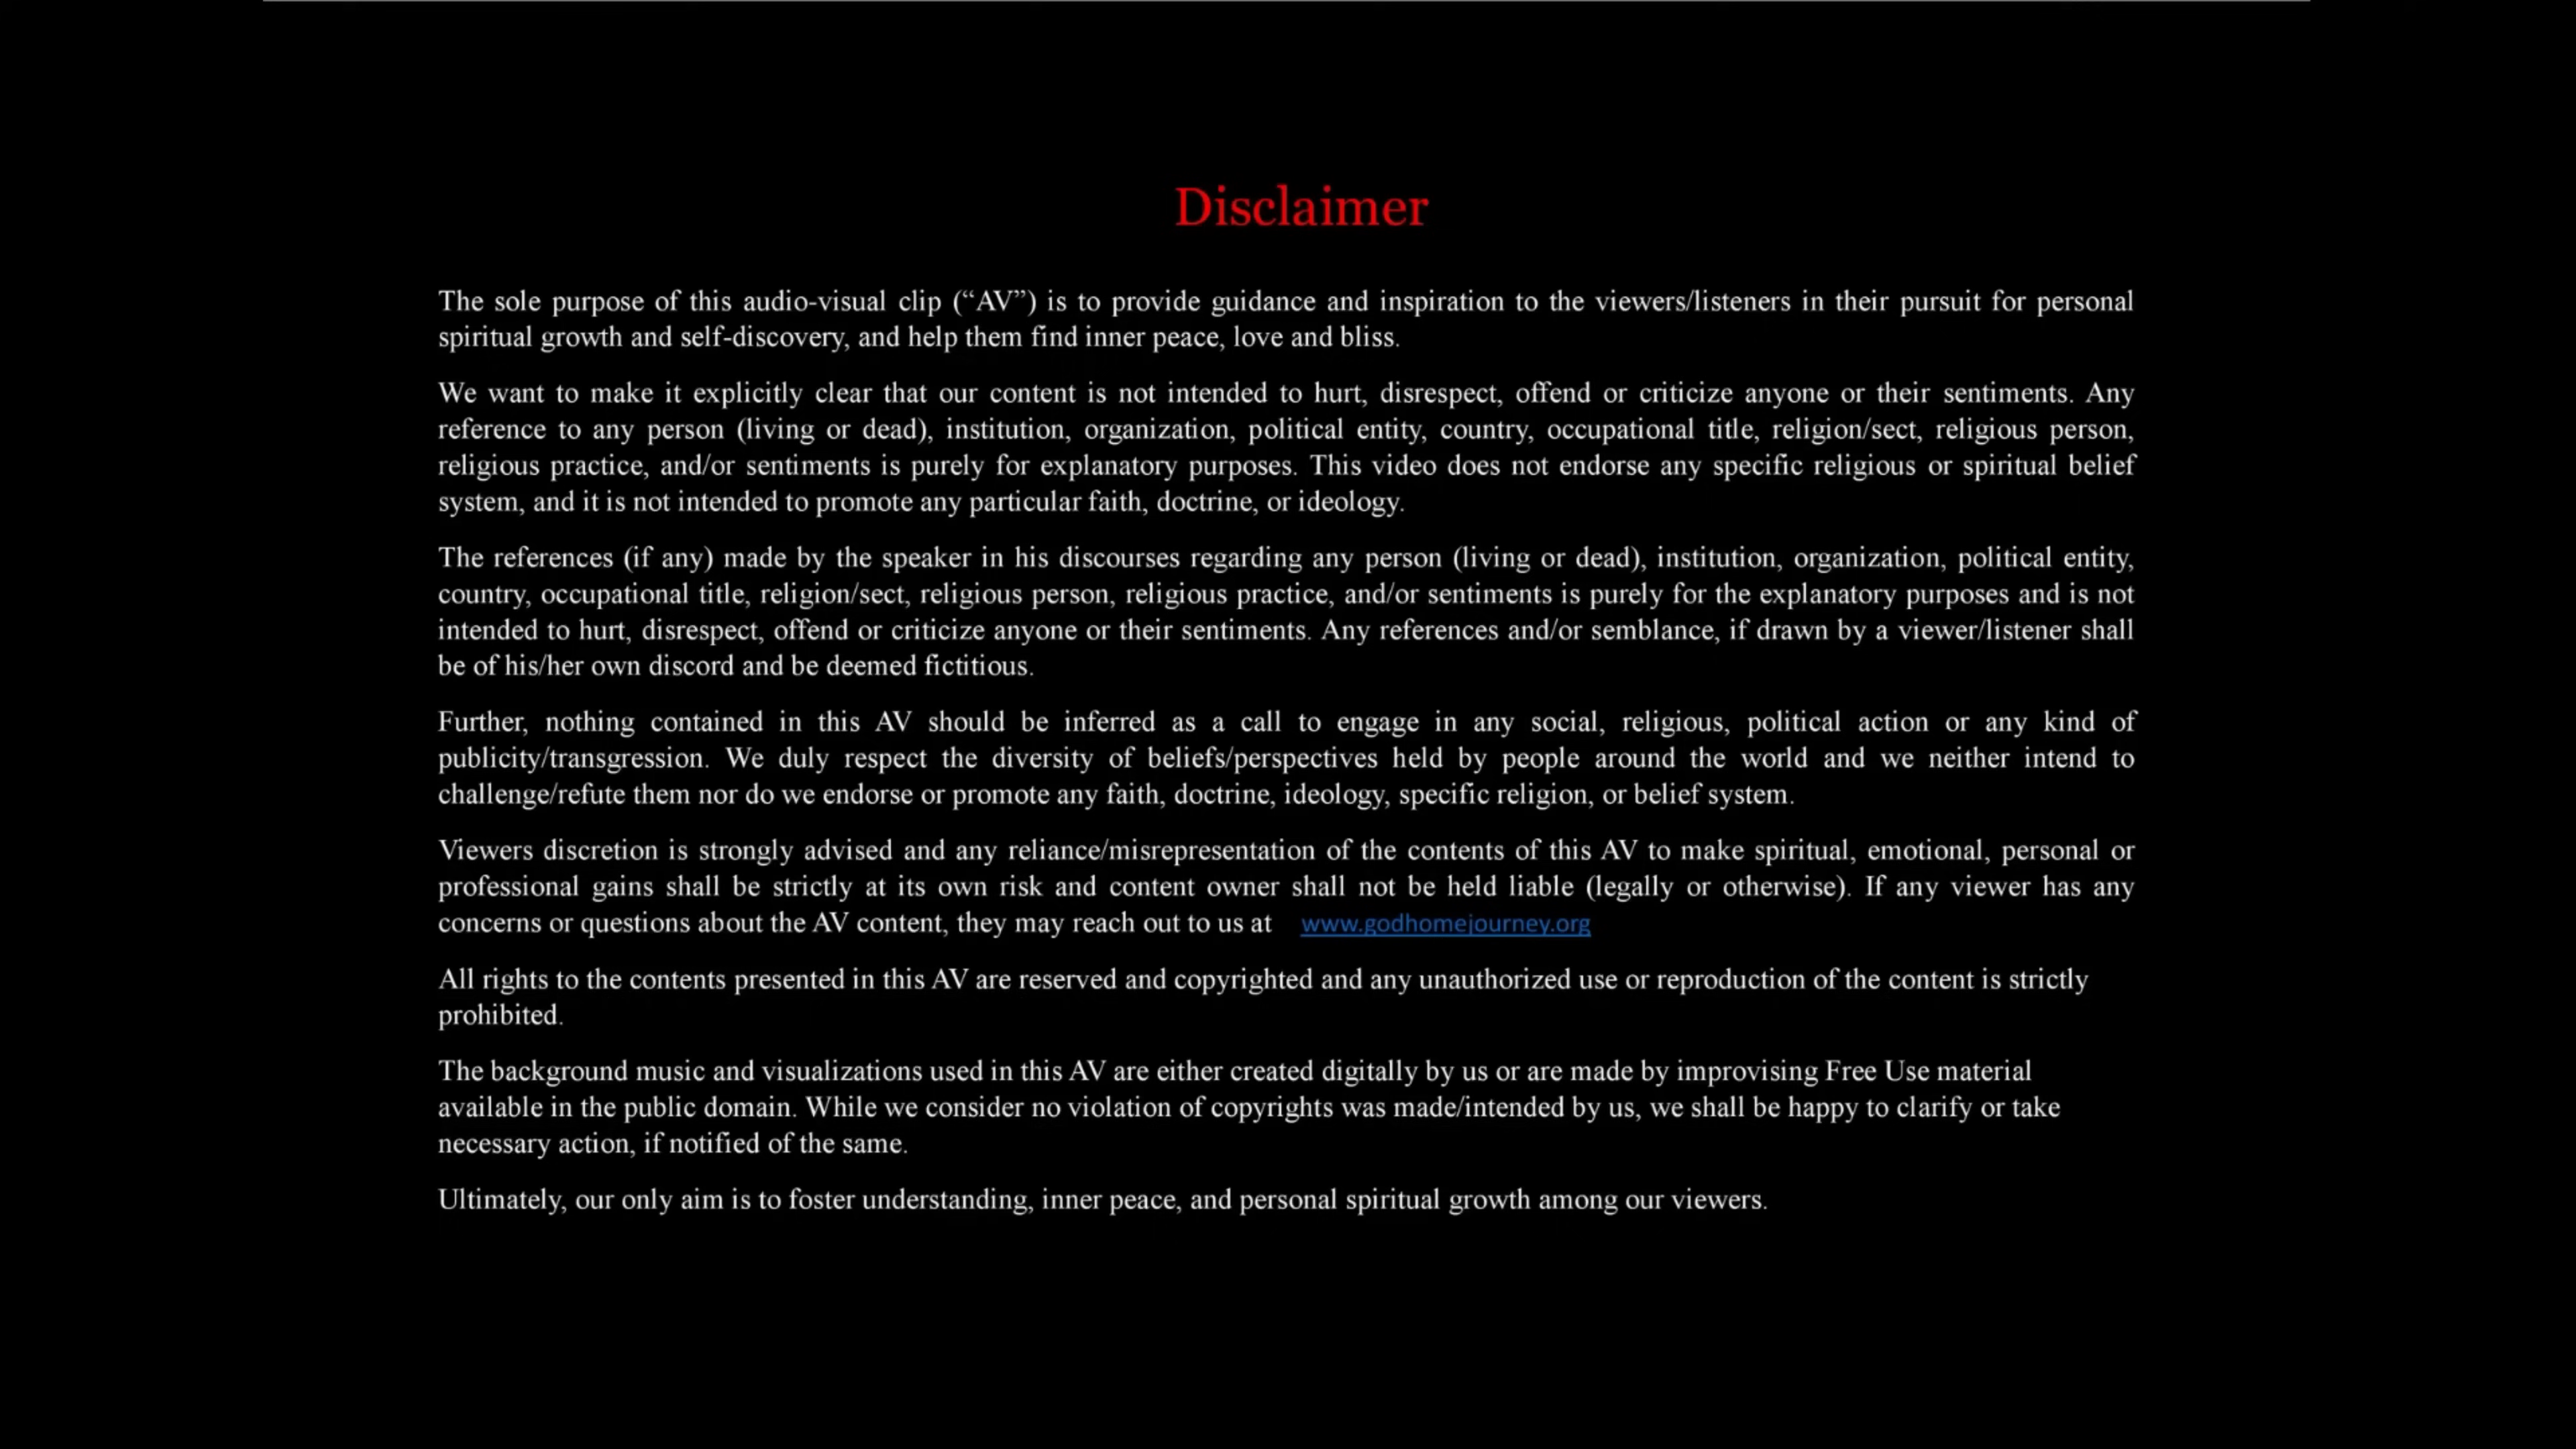 Disclaimer
The sole purpose of this audio-visual clip (“AV”) is to provide guidance and inspiration to the viewers/listeners in their pursuit for personal
spiritual growth and self-discovery, and help them find inner peace, love and bliss.
We want to make it explicitly clear that our content is not intended to hurt, disrespect, offend or criticize anyone or their sentiments. Any
reference to any person (living or dead), institution, organization, political entity, country, occupational title, religion/sect, religious person,
religious practice, and/or sentiments is purely for explanatory purposes. This video does not endorse any specific religious or spiritual belief
system, and it is not intended to promote any particular faith, doctrine, or ideology.
The references (if any) made by the speaker in his discourses regarding any person (living or dead), institution, organization, political entity,
country, occupational title, religion/sect, religious person, religious practice, and/or sentiments is purely for the explanatory purposes and is not
intended to hurt, disrespect, offend or criticize anyone or their sentiments. Any references and/or semblance, if drawn by a viewer/listener shall
be of his/her own discord and be deemed fictitious.
Further, nothing contained in this AV should be inferred as a call to engage in any social, religious, political action or any kind of
publicity/transgression. We duly respect the diversity of beliefs/perspectives held by people around the world and we neither intend to
challenge/refute them nor do we endorse or promote any faith, doctrine, ideology, specific religion, or belief system.
Viewers discretion is strongly advised and any reliance/misrepresentation of the contents of this AV to make spiritual, emotional, personal or
professional gains shall be strictly at its own risk and content owner shall not be held liable (legally or otherwise). If any viewer has any
concerns or questions about the AV content, they may reach out to us at www.godhomejourney.org
All rights to the contents presented in this AV are reserved and copyrighted and any unauthorized use or reproduction of the content is strictly
prohibited.
The background music and visualizations used in this AV are either created digitally by us or are made by improvising Free Use material
available in the public domain. While we consider no violation of copyrights was made/intended by us, we shall be happy to clarify or take
necessary action, if notified of the same.
Ultimately, our only aim is to foster understanding, inner peace, and personal spiritual growth among our viewers.